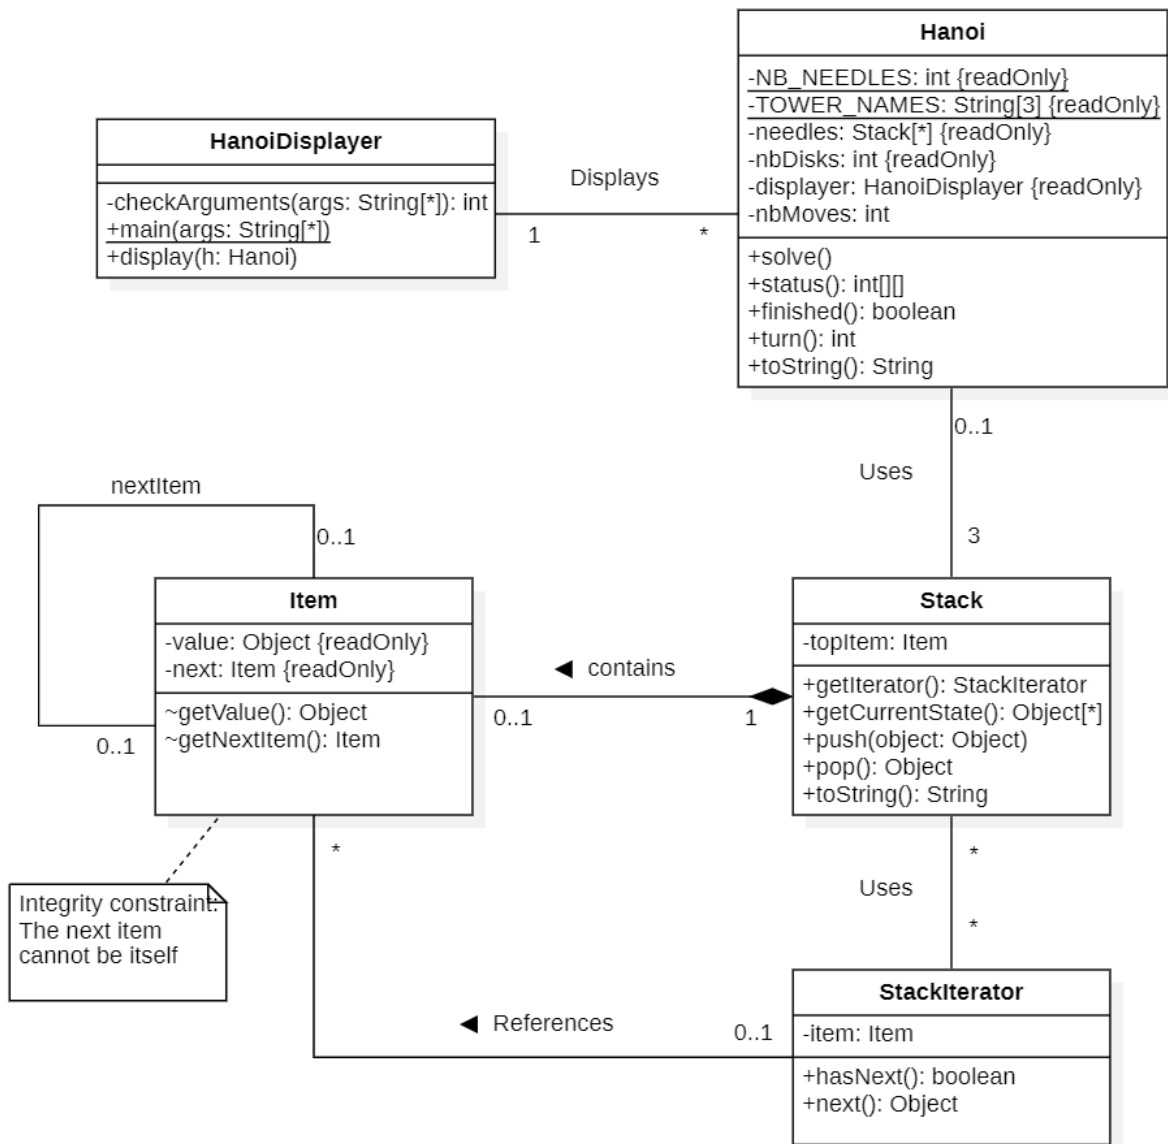 Hanoi
-NB_NEEDLES: int {readOnly}
-TOWER_NAMES: String[3] {readOnly}
-needles: Stack[*] {readOnly}
-nbDisks: int {readOnly}
-displayer: HanoiDisplayer {readOnly}
-nbMoves: int
+solve()
+status(): int[][]
+finished(): boolean
+turn(): int
+toString(): String
HanoiDisplayer
-checkArguments(args: String[*]): int
+main(args: String[*])
+display(h: Hanoi)
Displays
1
*
0..1
Uses
3
nextItem
0..1
0..1
Item
-value: Object {readOnly}
-next: Item {readOnly}
~getValue(): Object
~getNextItem(): Item
◄ contains
0..1
1
Stack
-topItem: Item
+getIterator(): StackIterator
+getCurrentState(): Object[*]
+push(object: Object)
+pop(): Object
+toString(): String
*
Uses
*
*
Integrity constraint:
The next item
cannot be itself
◄ References
0..1
StackIterator
-item: Item
+hasNext(): boolean
+next(): Object